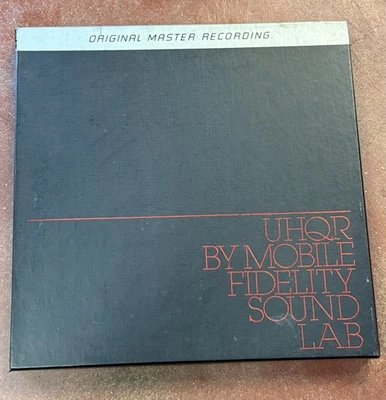 ORIGINAL MASTER RECORDING.
UHQR
BY MOBILE
FIDELITY
SOUND
LAB